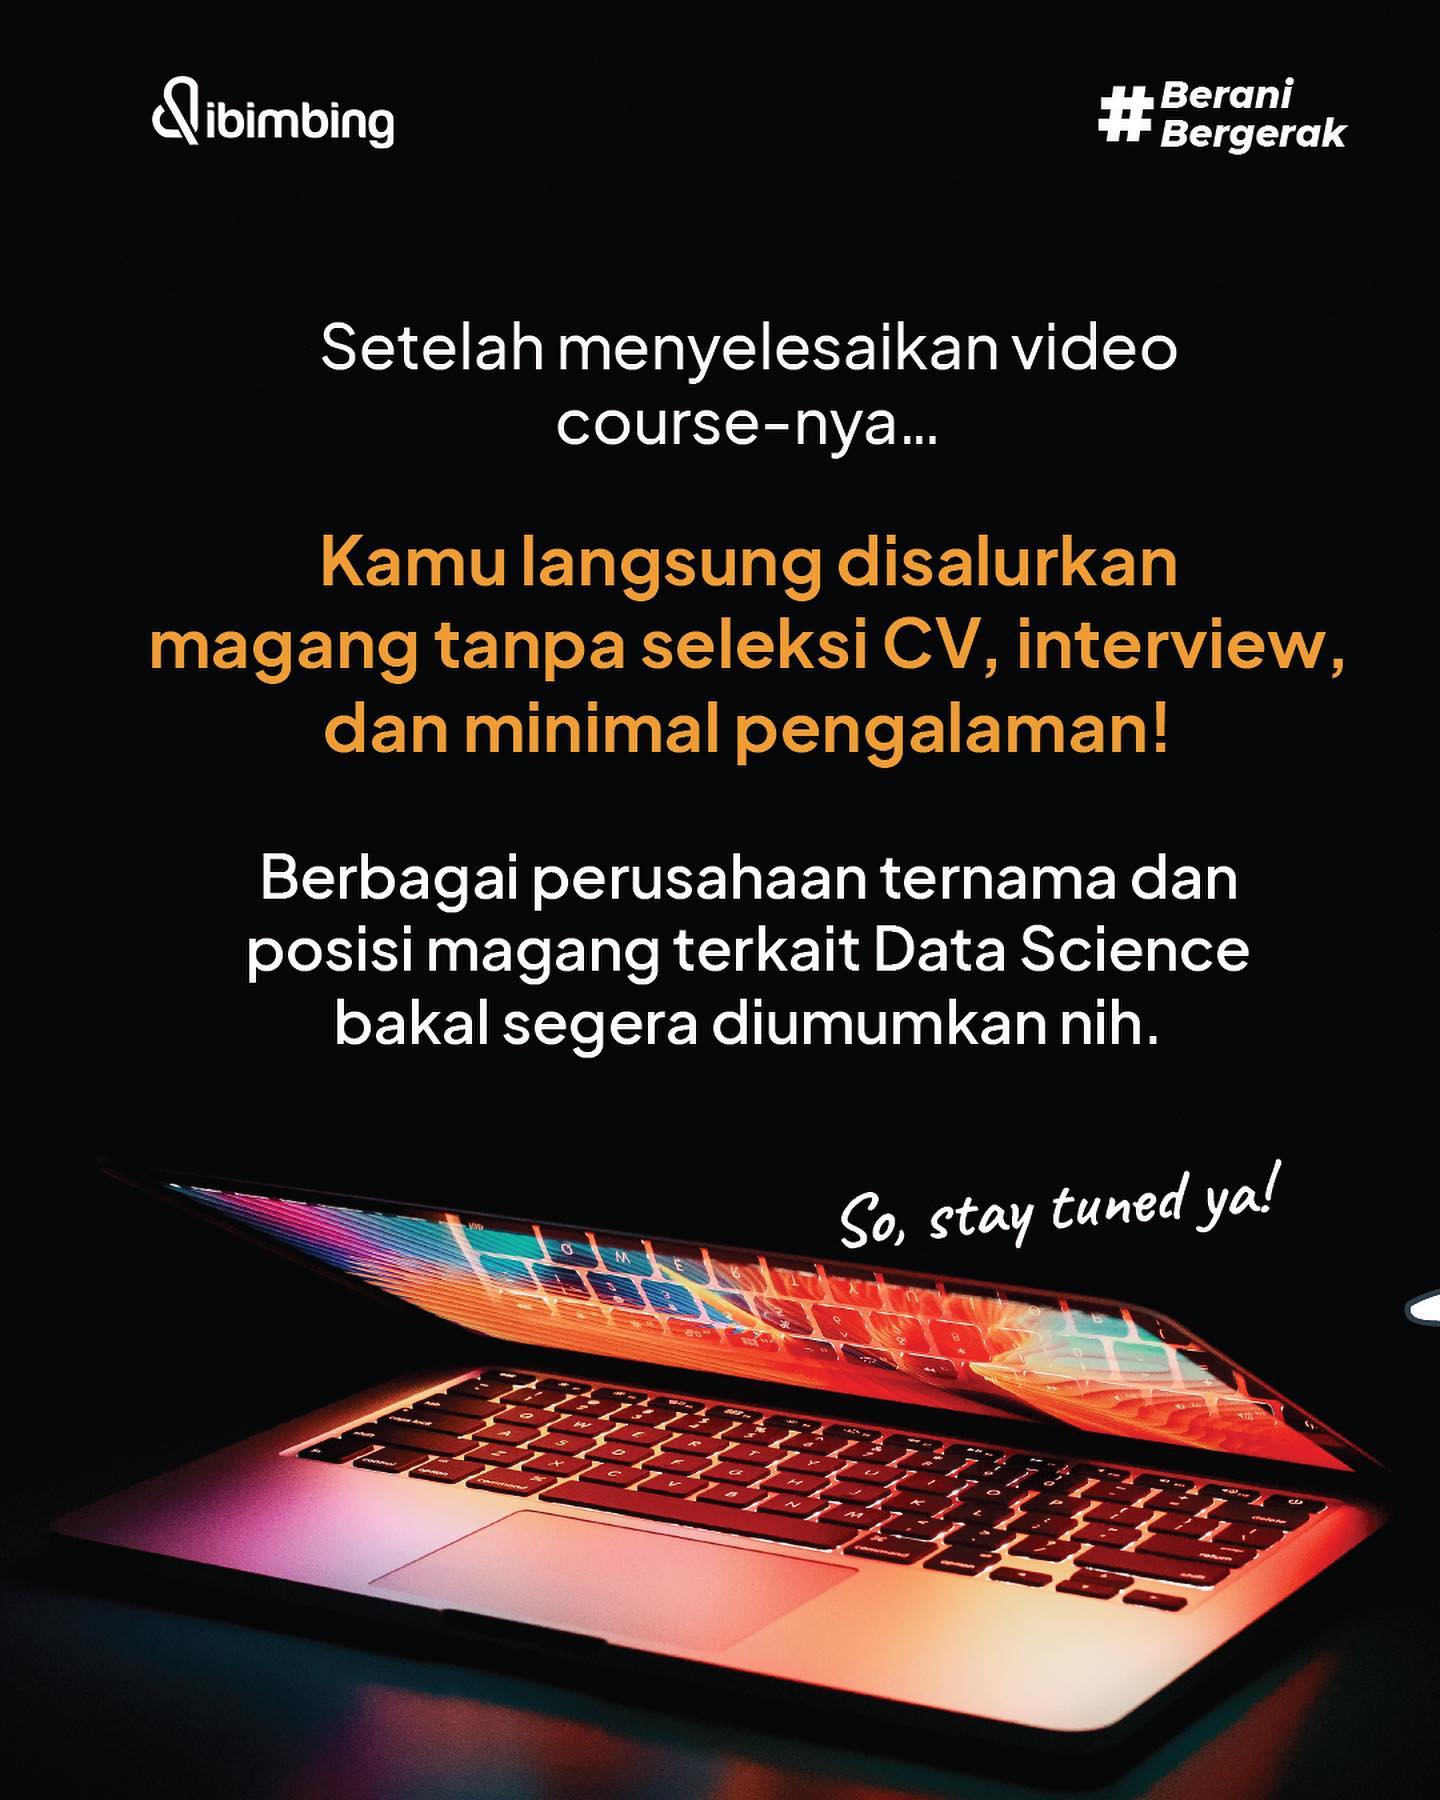 dibimbing
#Berani
Bergerak
Setelah menyelesaikan video
course-nya...
Kamu langsung disalurkan
magang tanpa seleksi CV, interview,
dan minimal pengalaman!
Berbagai perusahaan ternama dan
posisi magang terkait Data Science
bakal segera diumumkan nih.
So, stay tuned ya!